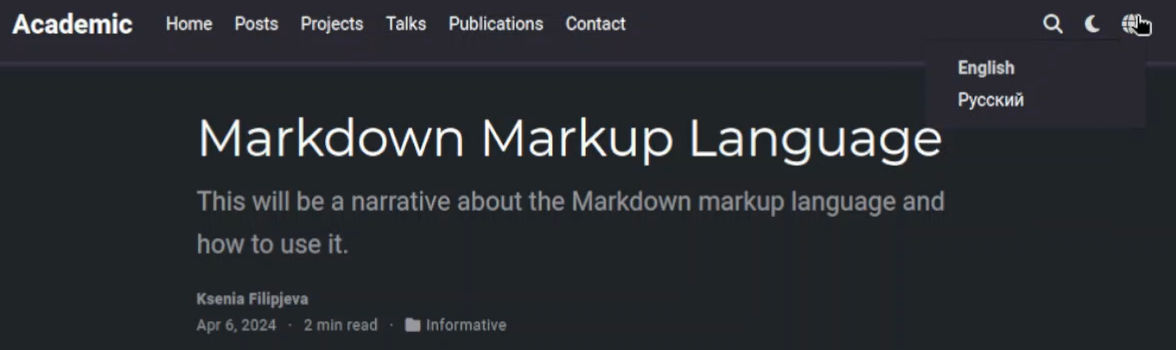 Academic Home Posts Projects Talks Publications Contact
English
Русский
Markdown Markup Language
This will be a narrative about the Markdown markup language and
how to use it.
Ksenia Filipjeva
Apr 6, 2024 · 2 min read · Informative